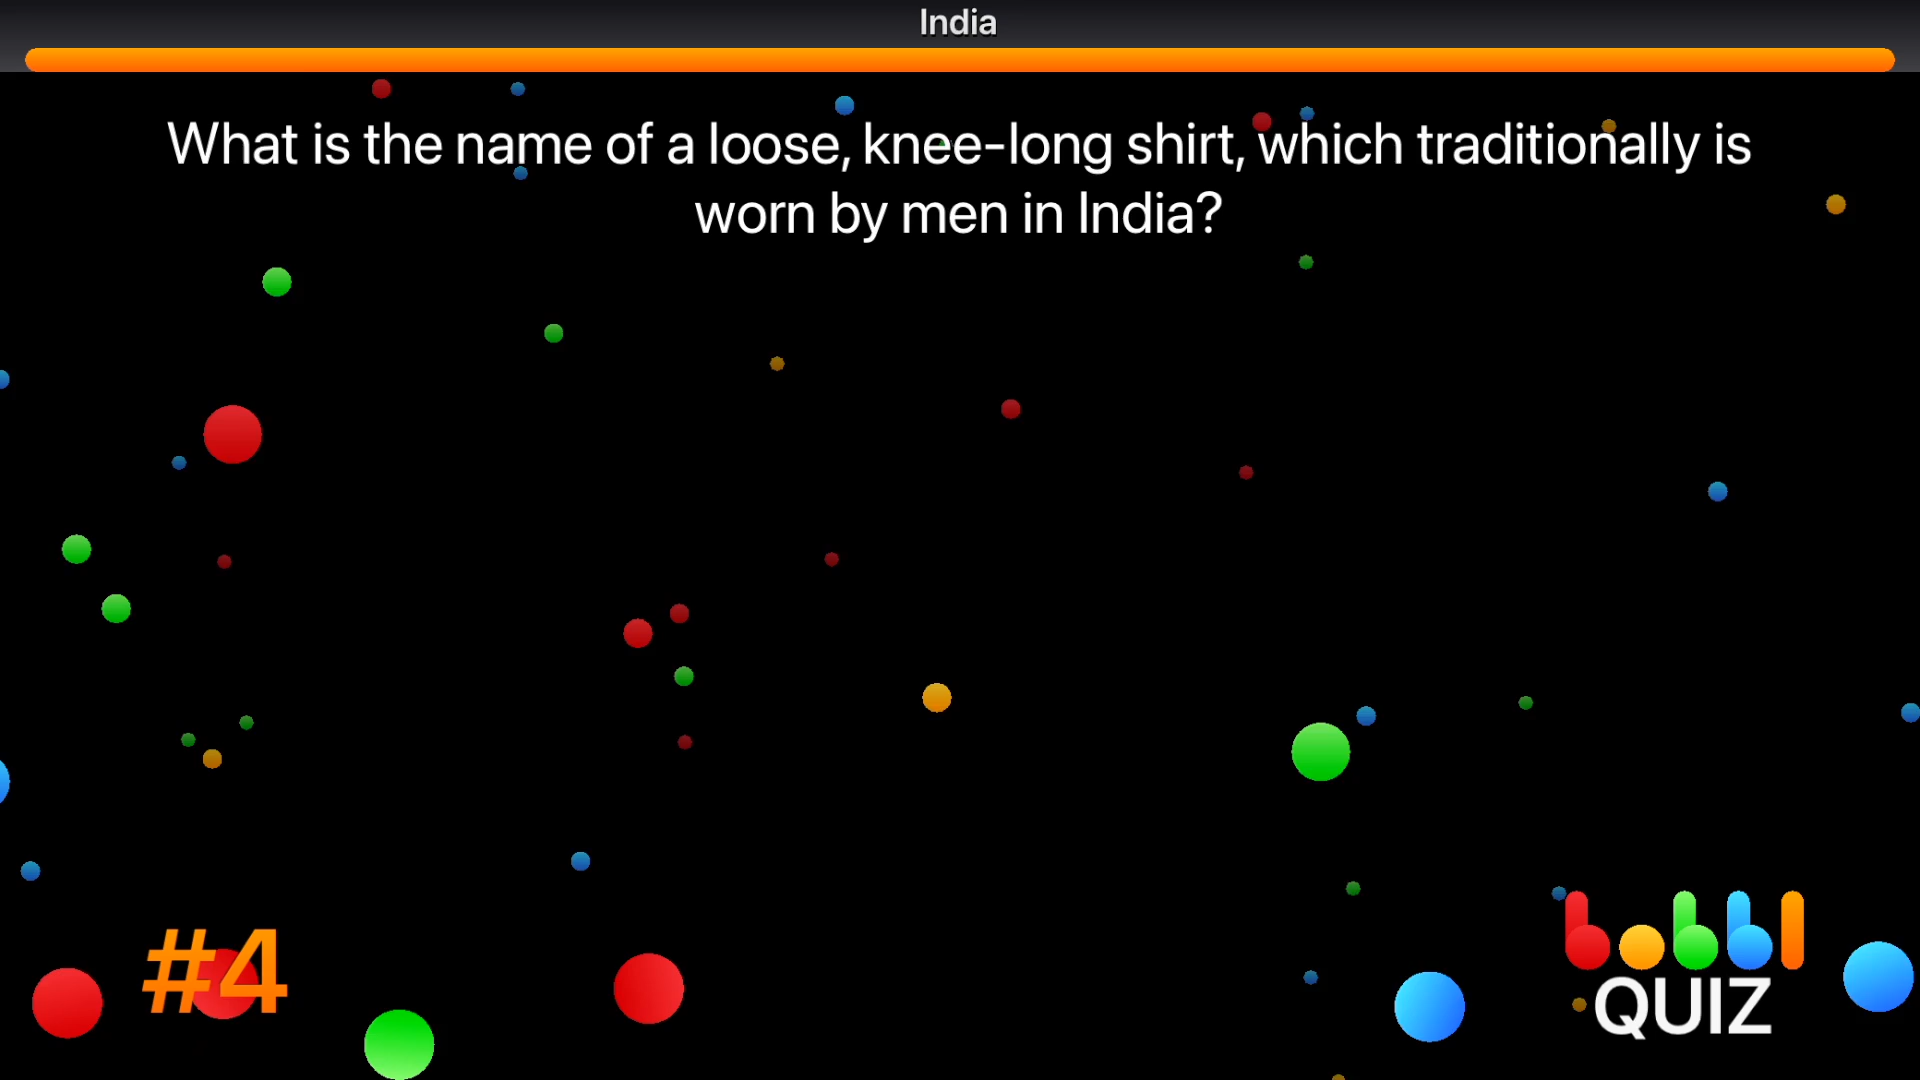 India
What is the name of a loose, knee-long shirt, which traditionally is
worn by men in India?
#4
bobbl
QUIZ